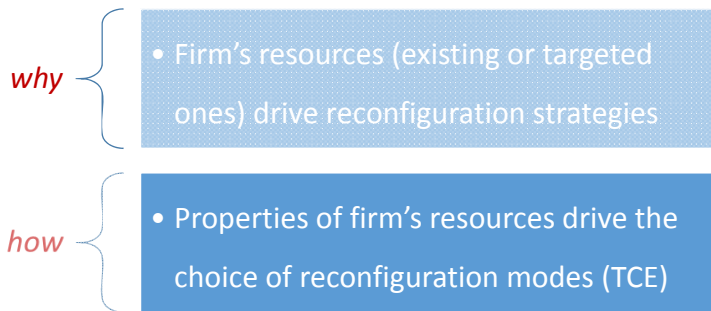 why
• Firm's resources (existing or targeted
ones) drive reconfiguration strategies
how
• Properties of firm's resources drive the
choice of reconfiguration modes (TCE)